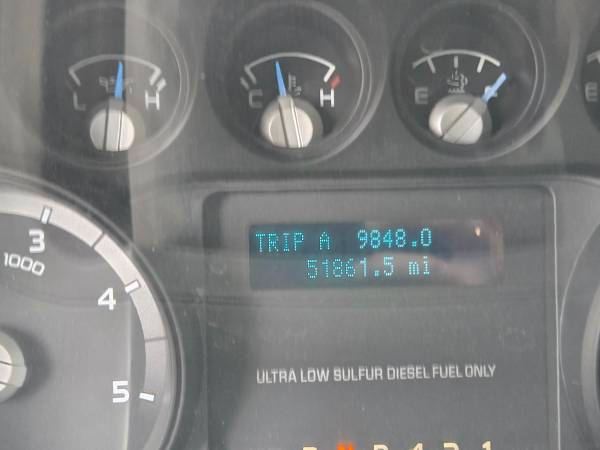 L H
C H
E
TRIP A 9848.0
51861.5 mi
3
1000
4
5
ULTRA LOW SULFUR DIESEL FUEL ONLY